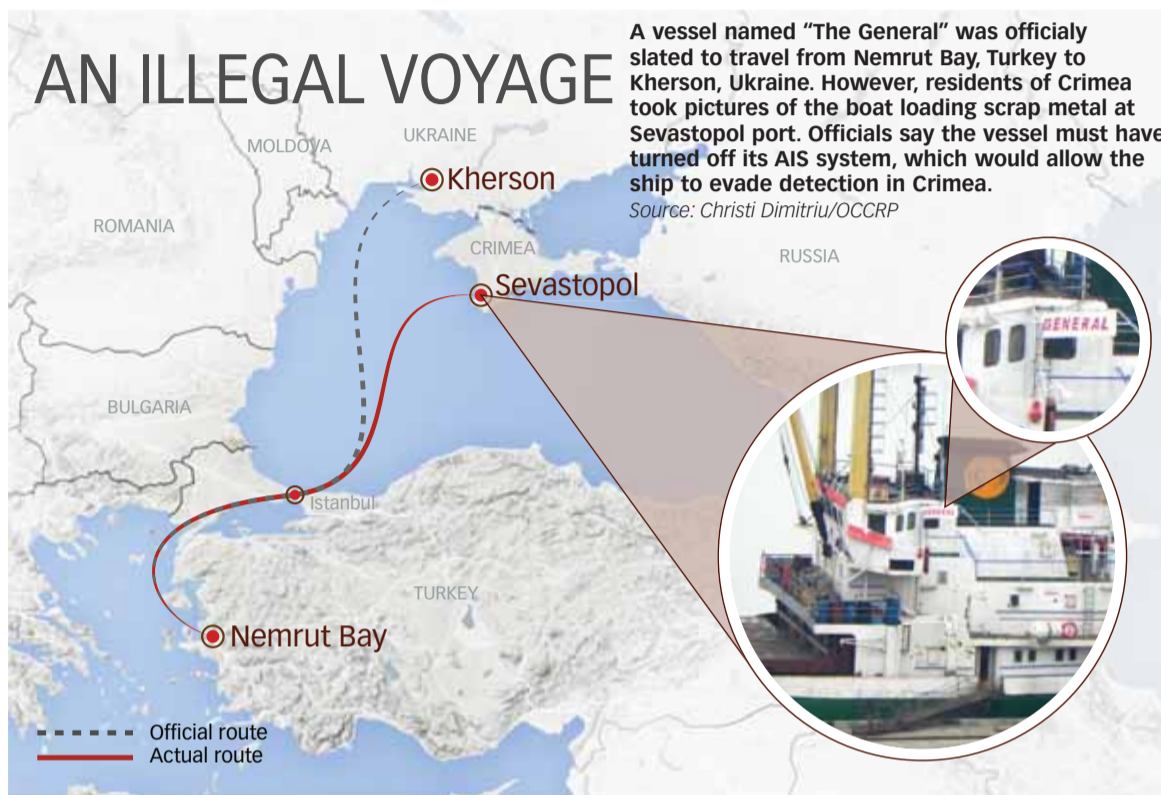 AN ILLEGAL VOYAGE
A vessel named “The General” was officialy
slated to travel from Nemrut Bay, Turkey to
Kherson, Ukraine. However, residents of Crimea
took pictures of the boat loading scrap metal at
Sevastopol port. Officials say the vessel must have
turned off its AIS system, which would allow the
ship to evade detection in Crimea.
Source: Christi Dimitriu/OCCRP
MOLDOVA
UKRAINE
Kherson
ROMANIA
CRIMEA
RUSSIA
Sevastopol
GENERAL
BULGARIA
GENERAL
Istanbul
TURKEY
Nemrut Bay
Official route
Actual route